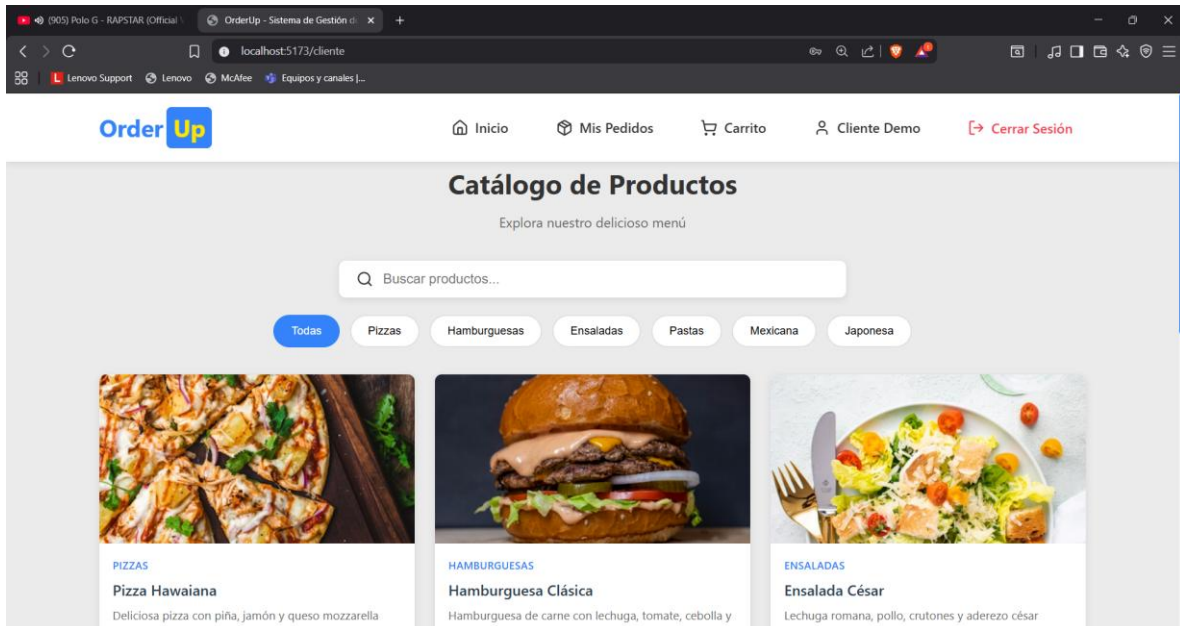 (905) Polo G - RAPSTAR (Official
OrderUp - Sistema de Gestión d
localhost:5173/cliente
Lenovo Support Lenovo McAfee Equipos y canales |...
Order Up
Inicio Mis Pedidos Carrito Cliente Demo Cerrar Sesión
Catálogo de Productos
Explora nuestro delicioso menú
Buscar productos...
Todas Pizzas Hamburguesas Ensaladas Pastas Mexicana Japonesa
PIZZAS HAMBURGUESAS ENSALADAS
Pizza Hawaiana Hamburguesa Clásica Ensalada César
Deliciosa pizza con piña, jamón y queso mozzarella Hamburguesa de carne con lechuga, tomate, cebolla y Lechuga romana, pollo, crutones y aderezo césar